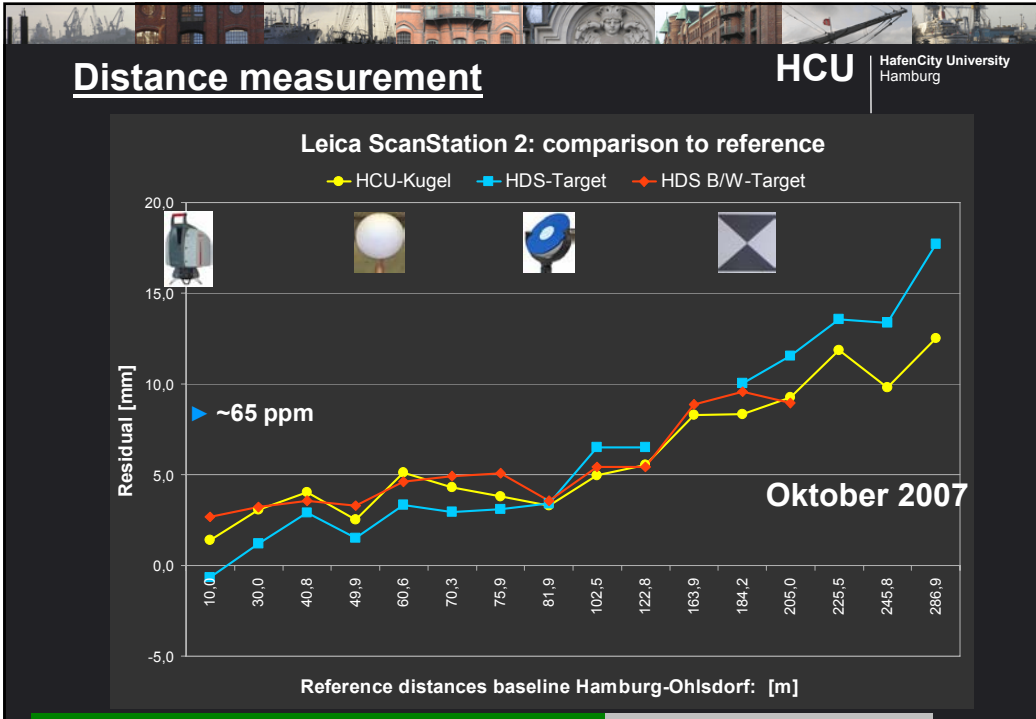 Distance measurement
HCU
HafenCity University
Hamburg
Leica ScanStation 2: comparison to reference
HCU-Kugel HDS-Target HDS B/W-Target
20,0
15,0
10,0
5,0
0,0
-5,0
Residual [mm]
~65 ppm
Oktober 2007
10,0 30,0 40,8 49,9 60,6 70,3 75,9 81,9 102,5 122,8 163,9 184,2 205,0 225,5 245,8 286,9
Reference distances baseline Hamburg-Ohlsdorf: [m]